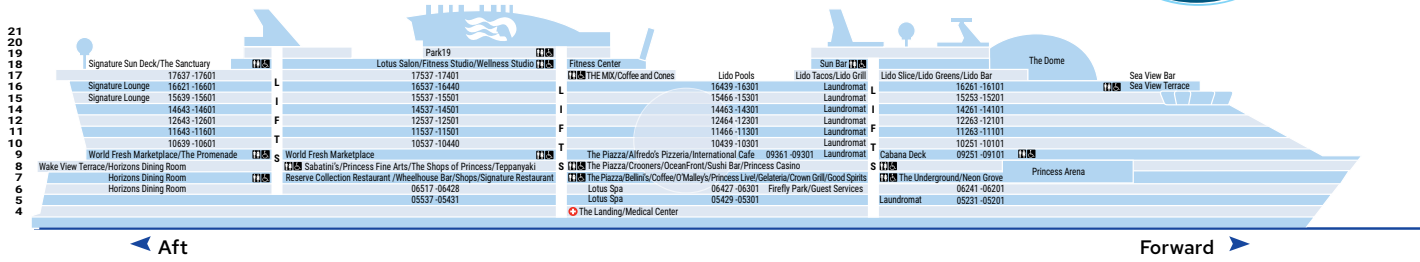 21
20
19 Park19
18 Signature Sun Deck/The Sanctuary Lotus Salon/Fitness Studio/Wellness Studio Fitness Center Sun Bar The Dome
17 17637 -17601 17537 -17401 THE MIX/Coffee and Cones Lido Pools Lido Tacos/Lido Grill Lido Slice/Lido Greens/Lido Bar Sea View Bar
16 Signature Lounge 16621 -16601 16537 -16440 16439 -16301 Laundromat 16261 -16101 Sea View Terrace
15 Signature Lounge 15639 -15601 15537 -15501 15466 -15301 Laundromat 15253 -15201
14 14643 -14601 14537 -14501 14463 -14301 Laundromat 14261 -14101
12 12643 -12601 12537 -12501 12464 -12301 Laundromat 12263 -12101
11 11643 -11601 11537 -11501 11466 -11301 Laundromat 11263 -11101
10 10639 -10601 10537 -10440 10439 -10301 Laundromat 10251 -10101
9 World Fresh Marketplace/The Promenade World Fresh Marketplace The Piazza/Alfredo's Pizzeria/International Cafe 09361 -09301 Laundromat Cabana Deck 09251 -09101
8 Wake View Terrace/Horizons Dining Room Sabatini's/Princess Fine Arts/The Shops of Princess/Teppanyaki The Piazza/Crooners/OceanFront/Sushi Bar/Princess Casino
7 Horizons Dining Room Reserve Collection Restaurant /Wheelhouse Bar/Shops/Signature Restaurant The Piazza/Bellini's/Coffee/O'Malley's/Princess Live!/Gelateria/Crown Grill/Good Spirits The Underground/Neon Grove Princess Arena
6 Horizons Dining Room 06517 -06428 Lotus Spa 06427 -06301 Firefly Park/Guest Services 06241 -06201
5 05537 -05431 Lotus Spa 05429 -05301 Laundromat 05231 -05201
4 The Landing/Medical Center
LIFTS
LIFTS
LIFTS
Aft Forward